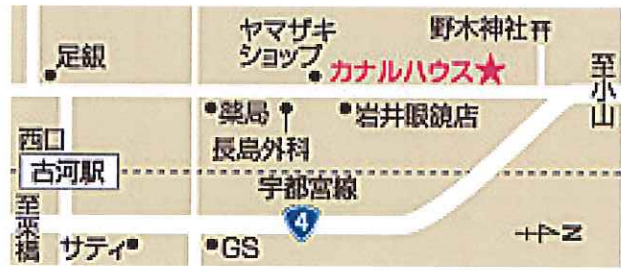 足銀
ヤマザキ
ショップ
野木神社
カナルハウス★
至小山
薬局
長島外科
岩井眼鏡店
西口
古河駅
宇都宮線
至栗橋
4
サティ
GS
N